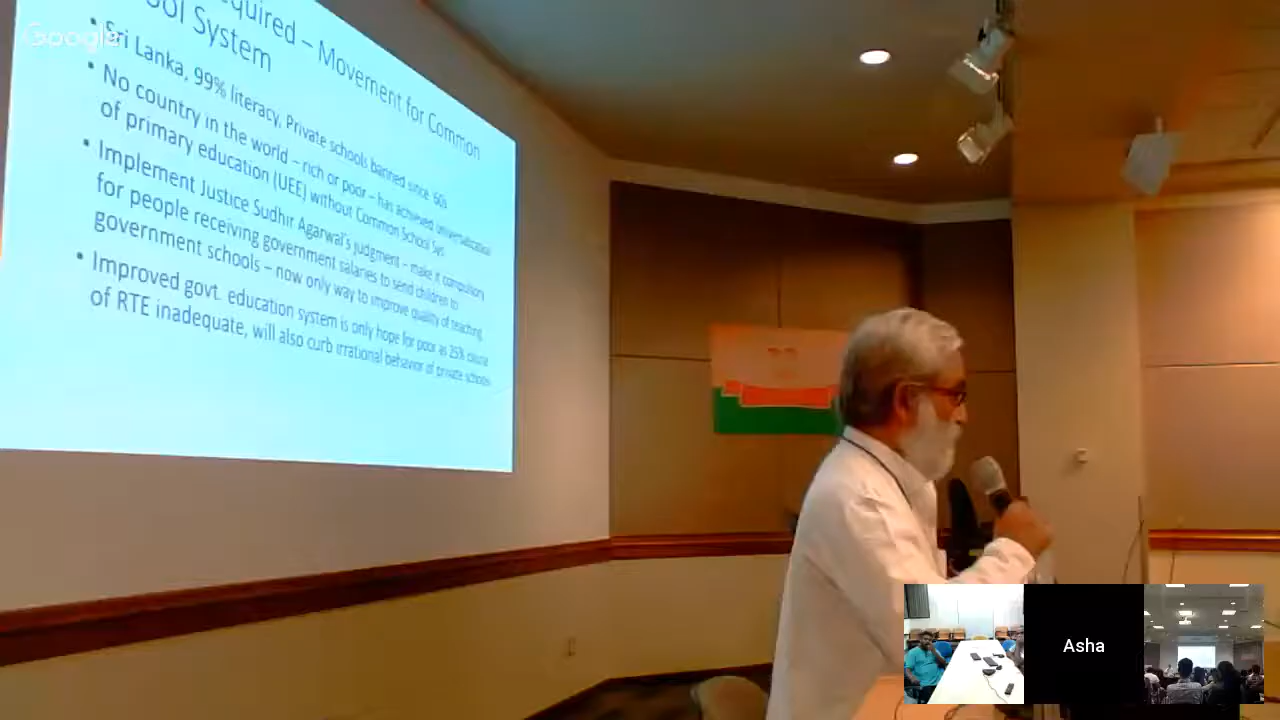 Google
quired – Movement for Common
ool System
• Sri Lanka, 99% literacy, Private schools banned since '60s
• No country in the world – rich or poor – has achieved universalization
of primary education (UEE) without Common School Sys
• Implement Justice Sudhir Agarwal's judgment – make it compulsory
for people receiving government salaries to send children to
government schools – now only way to improve quality of teaching
• Improved govt. education system is only hope for poor as 25% clause
of RTE inadequate, will also curb irrational behavior of private schools
Asha